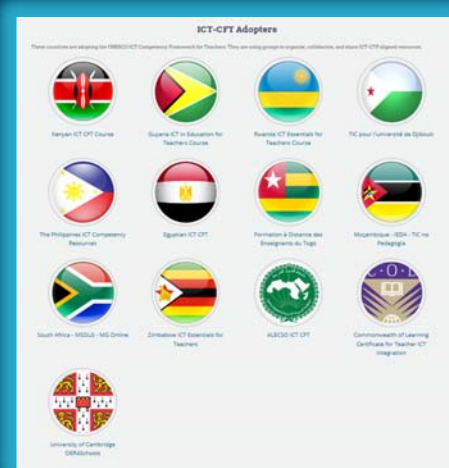 ICT-CFT Adopters
These countries are adopting the UNESCO ICT Competency Framework for Teachers. They are using groups to organize, collaborate, and share ICT-CFT aligned resources.
Kenyan ICT CFT Course
Guyana ICT in Education for
Teachers Course
Rwanda ICT Essentials for
Teachers Course
TIC pour l'université de Djibouti
The Philippines ICT Competency
Resources
Egyptian ICT CFT
Formation à Distance des
Enseignants du Togo
Moçambique - IEDA - TIC na
Pedagogia
South Africa - MSDLG - MG Online
Zimbabwe ICT Essentials for
Teachers
ALECSO ICT CFT
C·O·L
Commonwealth of Learning
Certificate for Teacher ICT
Integration
University of Cambridge
OER4Schools